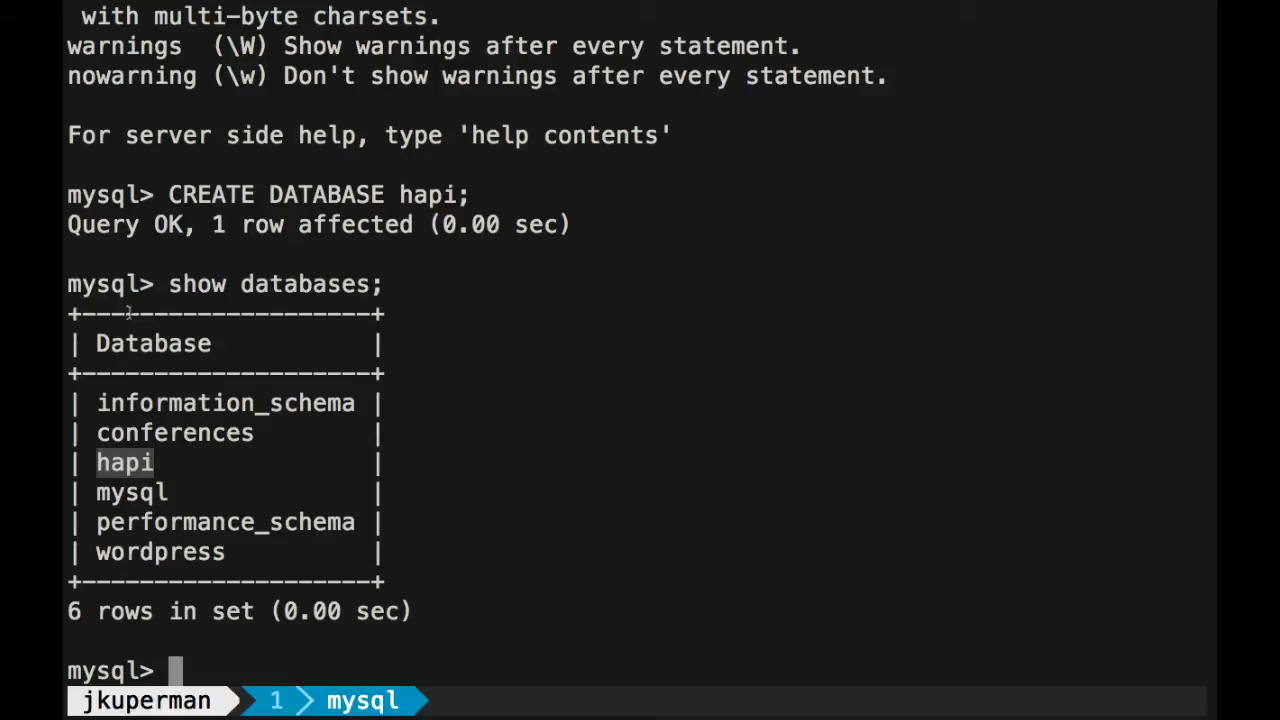 with multi-byte charsets.
warnings  (\W) Show warnings after every statement.
nowarning (\w) Don't show warnings after every statement.
For server side help, type 'help contents'
mysql> CREATE DATABASE hapi;
Query OK, 1 row affected (0.00 sec)
mysql> show databases;
+--------------------+
| Database           |
+--------------------+
| information_schema |
| conferences        |
| hapi               |
| mysql              |
| performance_schema |
| wordpress          |
+--------------------+
6 rows in set (0.00 sec)
mysql>
jkuperman 1 mysql